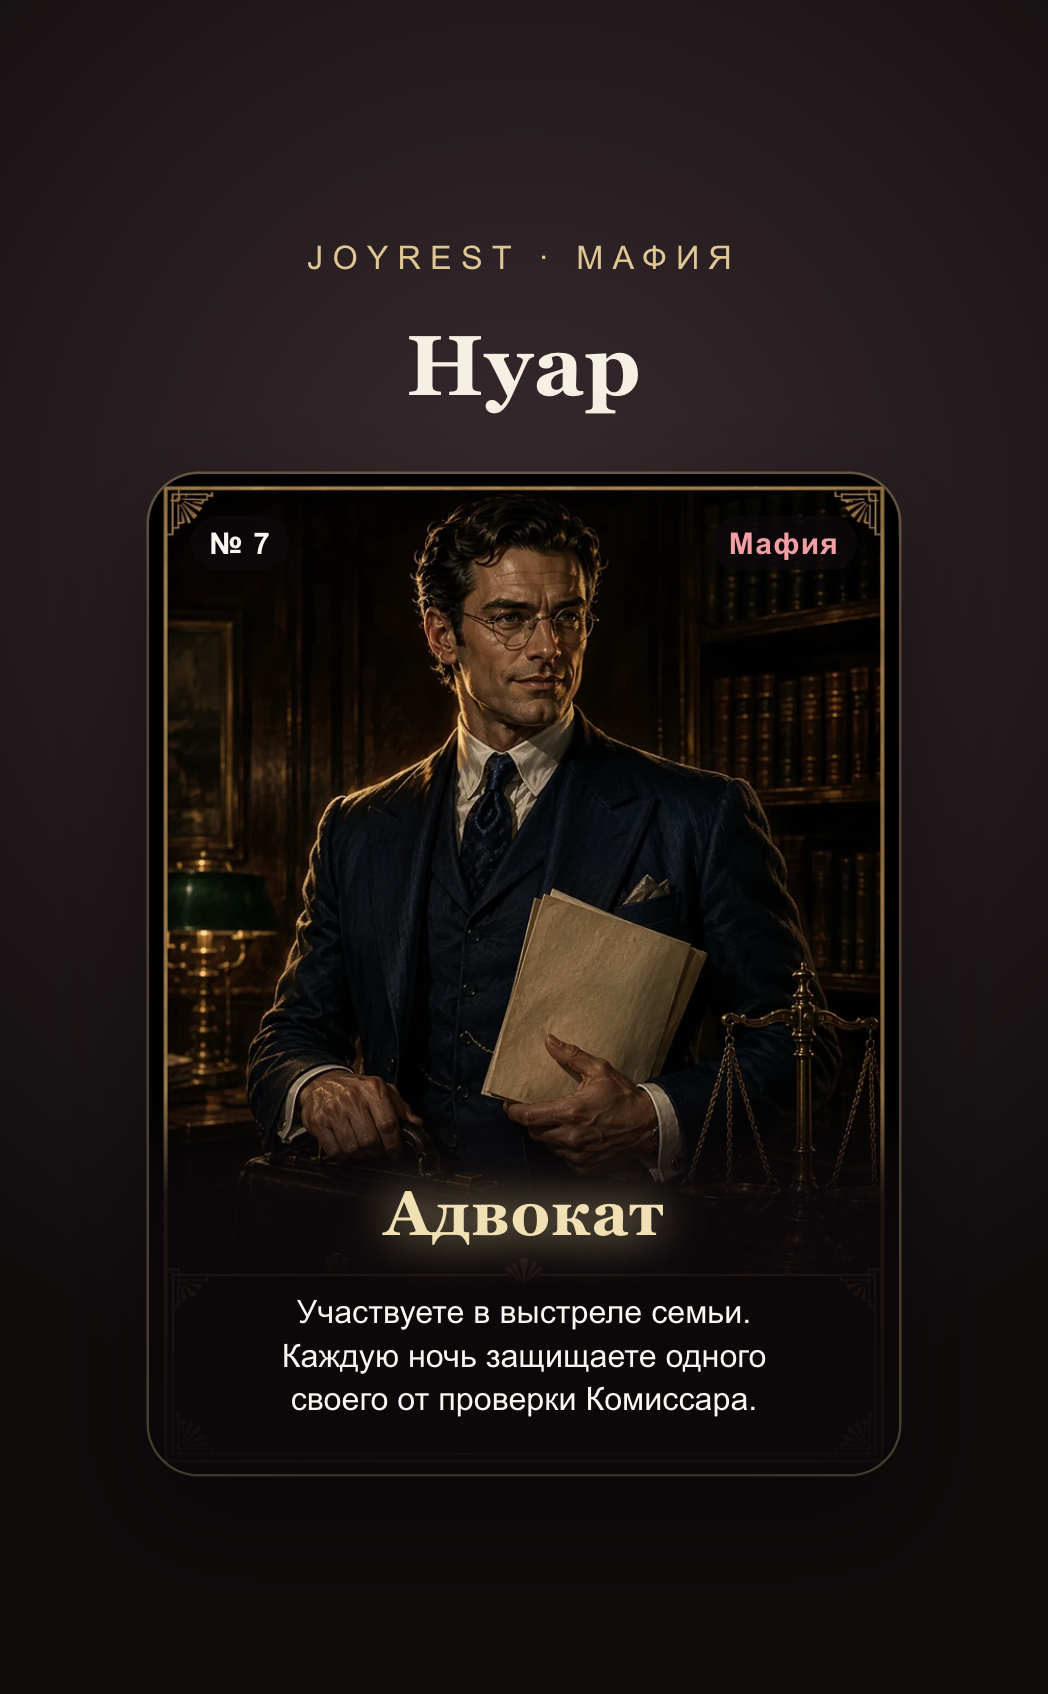 JOYREST · МАФИЯ
Нуар
№ 7
Мафия
Адвокат
Участвуете в выстреле семьи.
Каждую ночь защищаете одного
своего от проверки Комиссара.